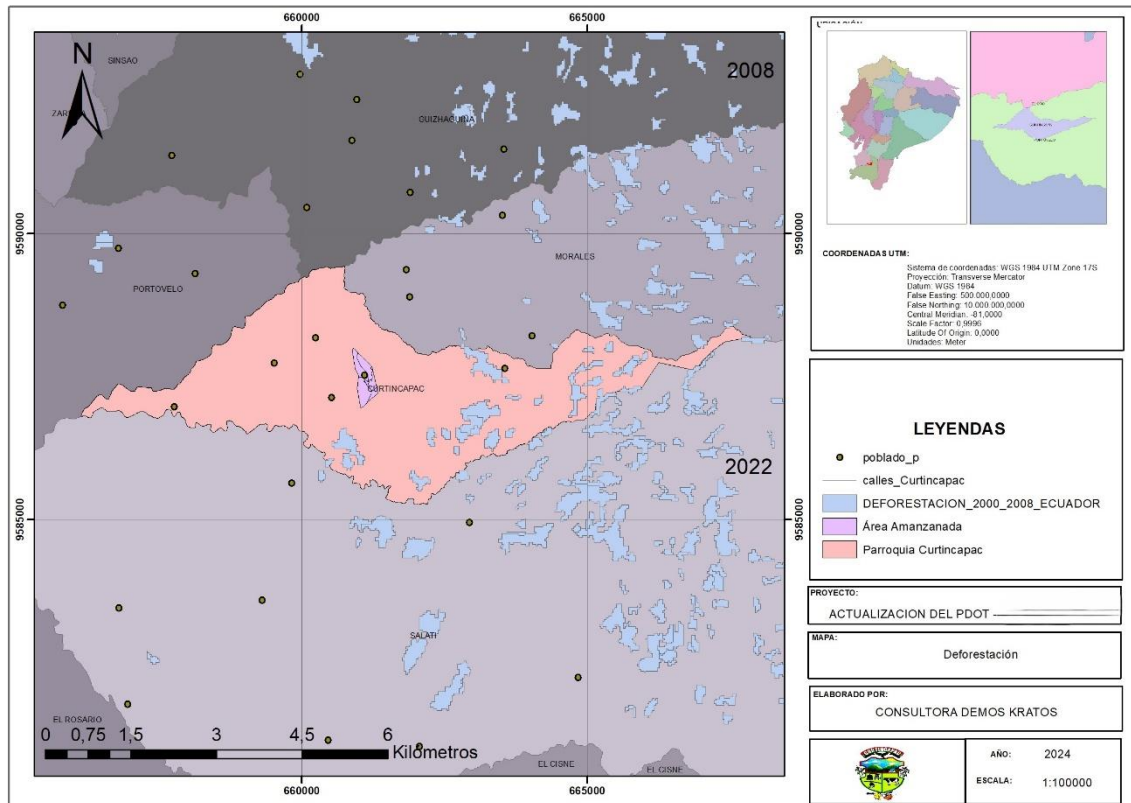 660000
665000
SINSAO
N
2008
GUIZHAGUIÑA
9590000
9590000
MORALES
PORTOVELO
CURTINCAPAC
2022
9585000
9585000
SALATI
EL ROSARIO
0 0,75 1,5 3 4,5 6
Kilómetros
EL CISNE
EL CISNE
660000
665000
COORDENADAS UTM:
Sistema de coordenadas: WGS 1984 UTM Zone 17S
Proyección: Transverse Mercator
Datum: WGS 1984
False Easting: 500.000,0000
False Northing: 10.000.000,0000
Central Meridian: -81,0000
Scale Factor: 0,9996
Latitude Of Origin: 0,0000
Unidades: Meter
LEYENDAS
poblado_p
calles_Curtincapac
DEFORESTACION_2000_2008_ECUADOR
Área Amanzanada
Parroquia Curtincapac
PROYECTO:
ACTUALIZACION DEL PDOT
MAPA:
Deforestación
ELABORADO POR:
CONSULTORA DEMOS KRATOS
AÑO: 2024
ESCALA: 1:100000